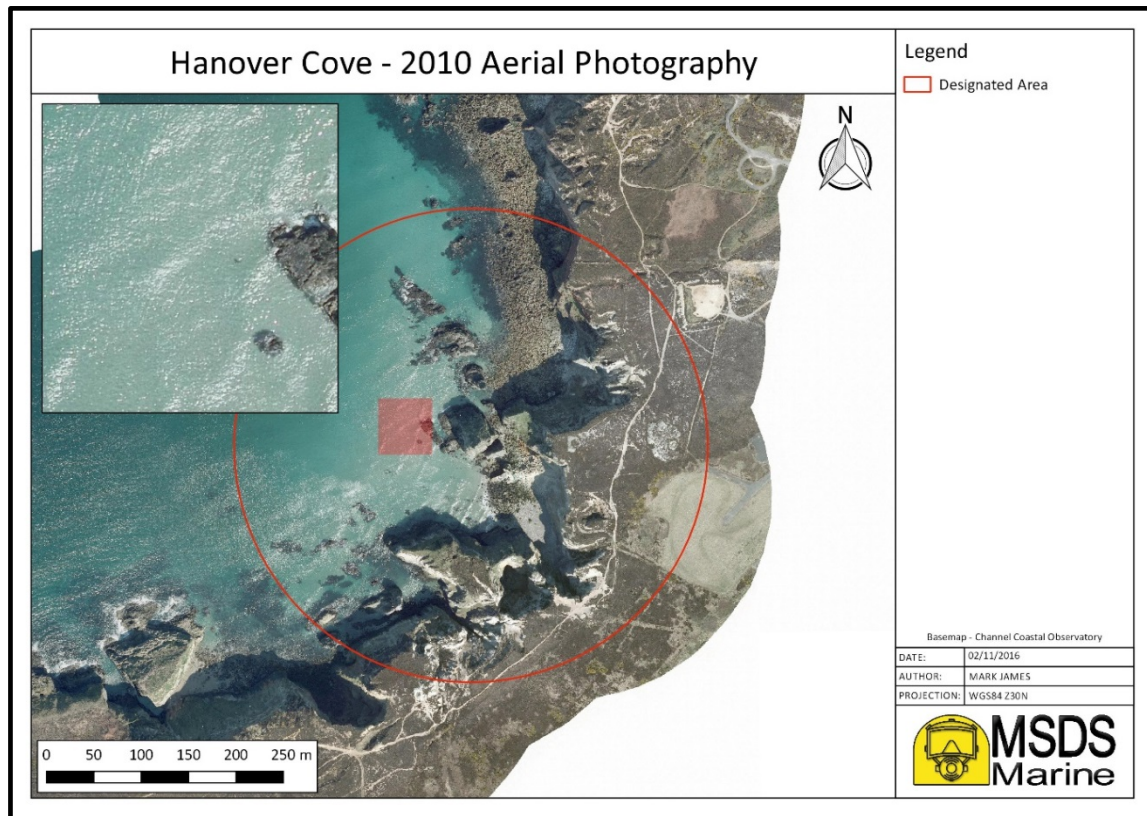 Hanover Cove - 2010 Aerial Photography
Legend
Designated Area
N
0 50 100 150 200 250 m
Basemap - Channel Coastal Observatory
DATE: 02/11/2016
AUTHOR: MARK JAMES
PROJECTION: WGS84 Z30N
MSDS
Marine